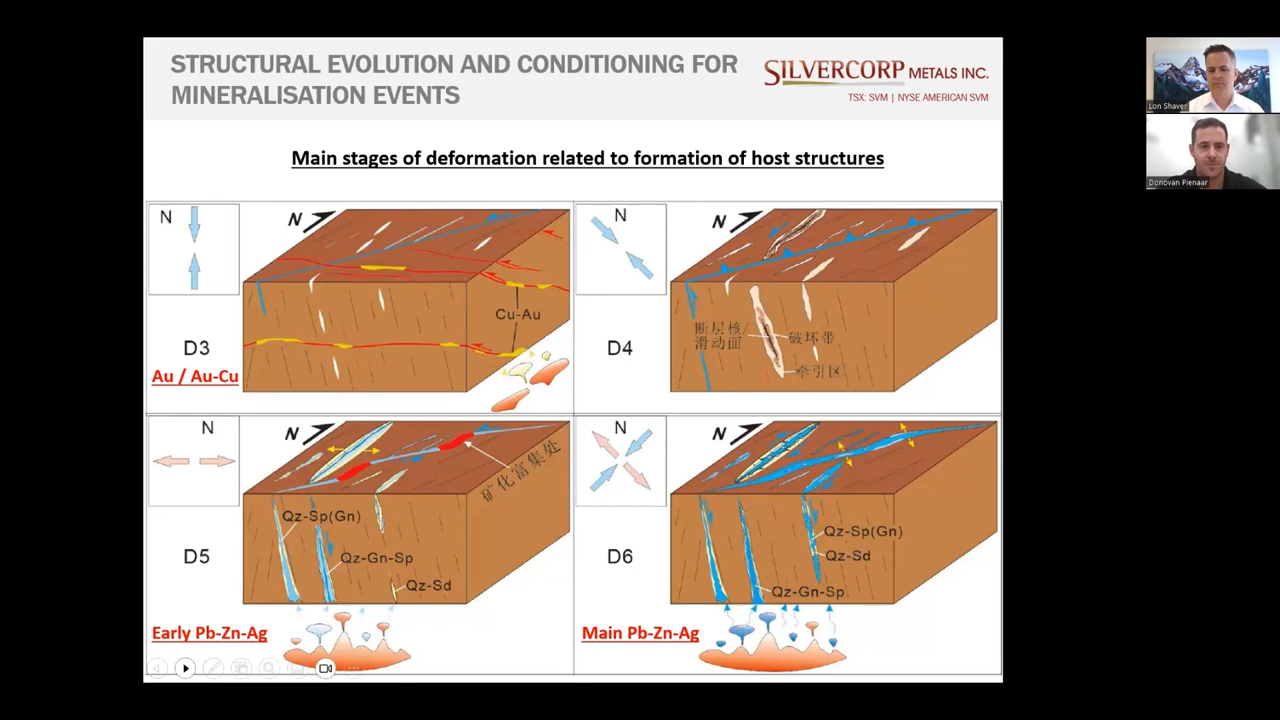 STRUCTURAL EVOLUTION AND CONDITIONING FOR
MINERALISATION EVENTS
SILVERCORP METALS INC.
TSX: SVM | NYSE AMERICAN SVM
Lon Shaver
Donovan Pienaar
Main stages of deformation related to formation of host structures
N
N
Cu-Au
D3
Au / Au-Cu
N
N
断层核/
滑动面
破坏带
牵引区
D4
N
N
矿化富集处
Qz-Sp(Gn)
Qz-Gn-Sp
Qz-Sd
D5
Early Pb-Zn-Ag
N
N
Qz-Sp(Gn)
Qz-Sd
Qz-Gn-Sp
D6
Main Pb-Zn-Ag